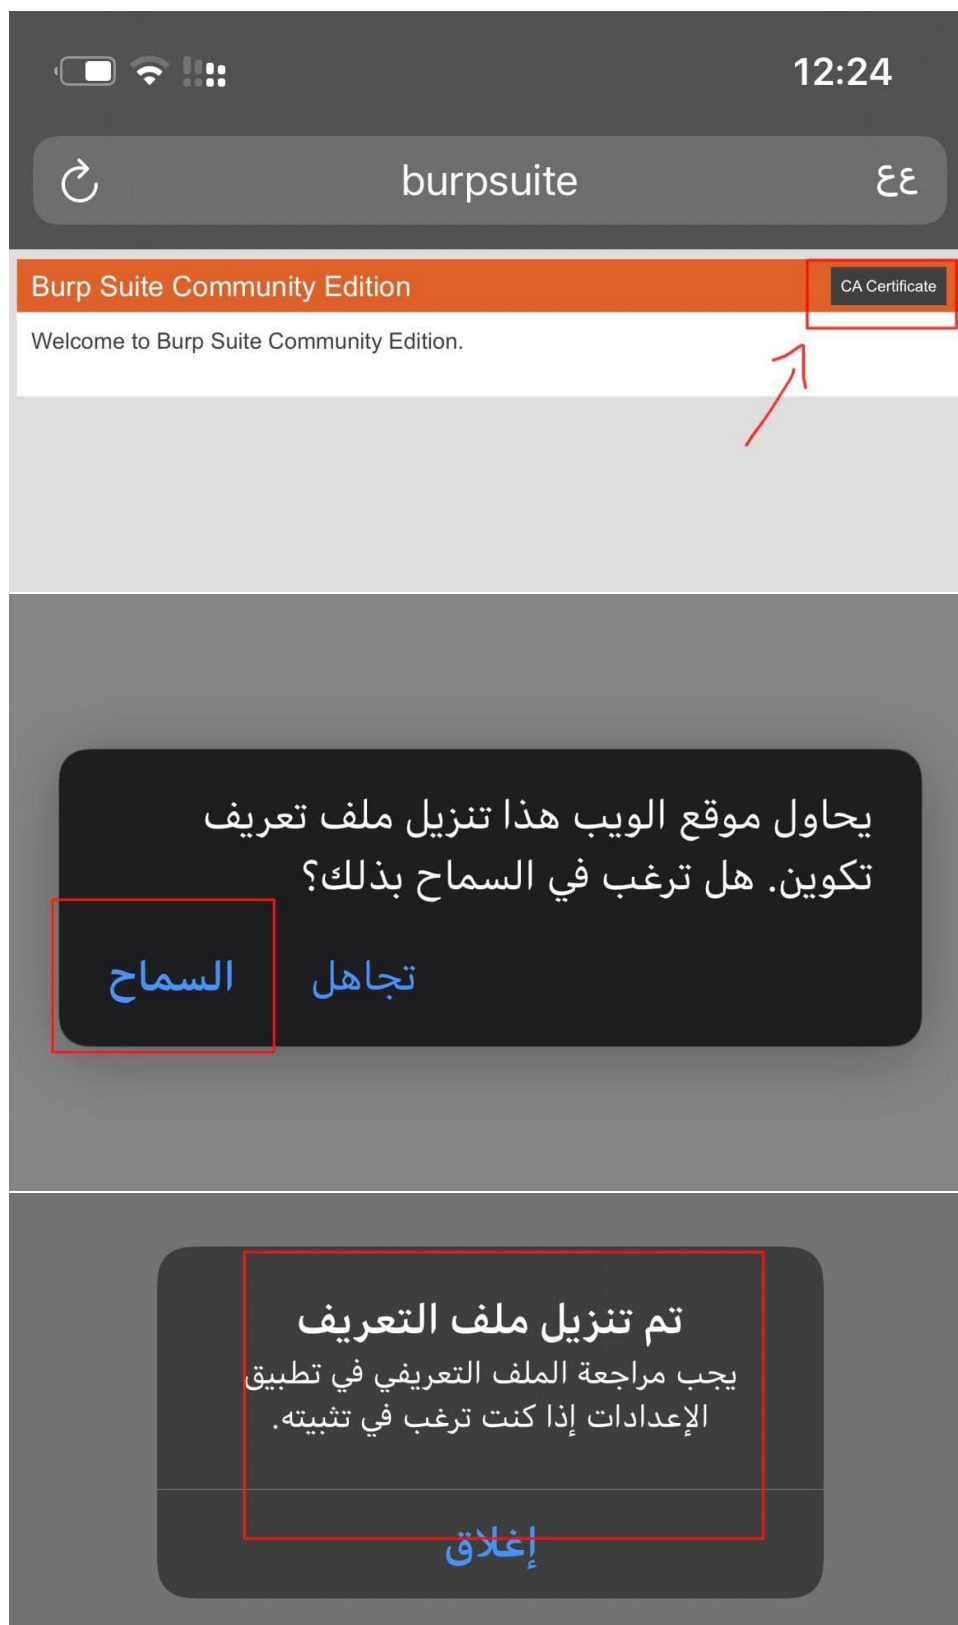 12:24
burpsuite
عع
Burp Suite Community Edition
CA Certificate
Welcome to Burp Suite Community Edition.
يحاول موقع الويب هذا تنزيل ملف تعريف
تكوين. هل ترغب في السماح بذلك؟
تجاهل
السماح
تم تنزيل ملف التعريف
يجب مراجعة الملف التعريفي في تطبيق
الإعدادات إذا كنت ترغب في تثبيته.
إغلاق